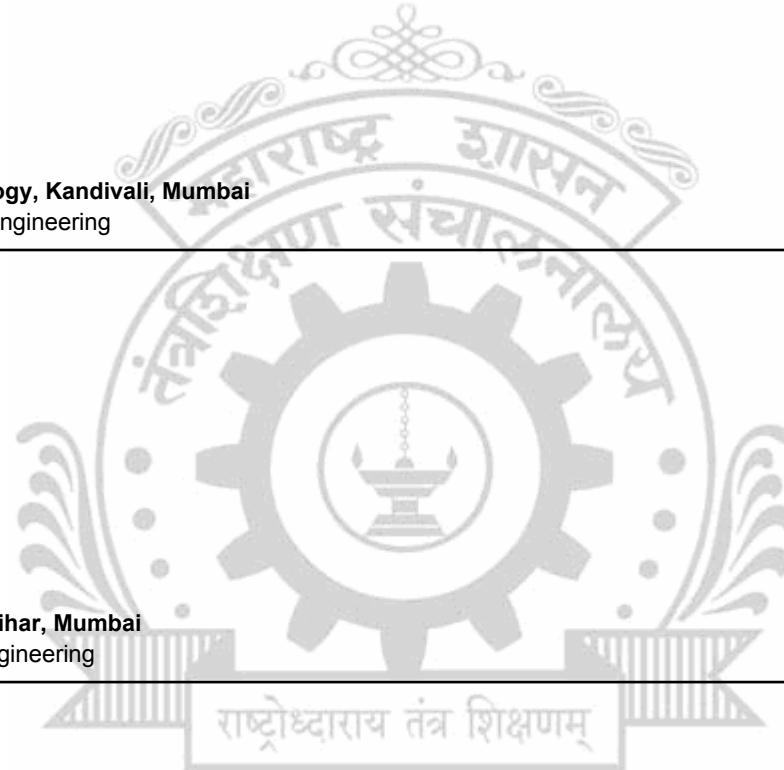 महाराष्ट्र शासन
ogy, Kandivali, Mumbai
ngineering
तंत्रशिक्षण संचालनालय
ihar, Mumbai
gineering
राष्ट्रोध्दाराय तंत्र शिक्षणम्